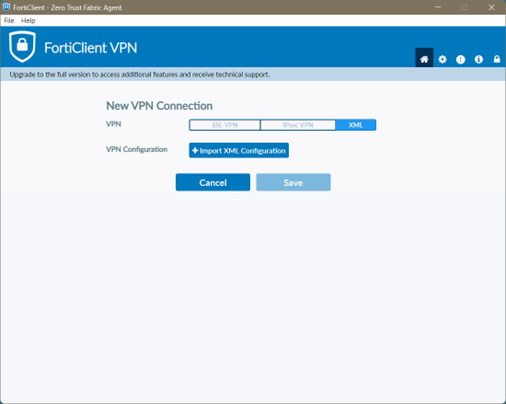 FortiClient - Zero Trust Fabric Agent
File Help
FortiClient VPN
Upgrade to the full version to access additional features and receive technical support.
New VPN Connection
VPN SSL-VPN IPsec VPN XML
VPN Configuration + Import XML Configuration
Cancel Save